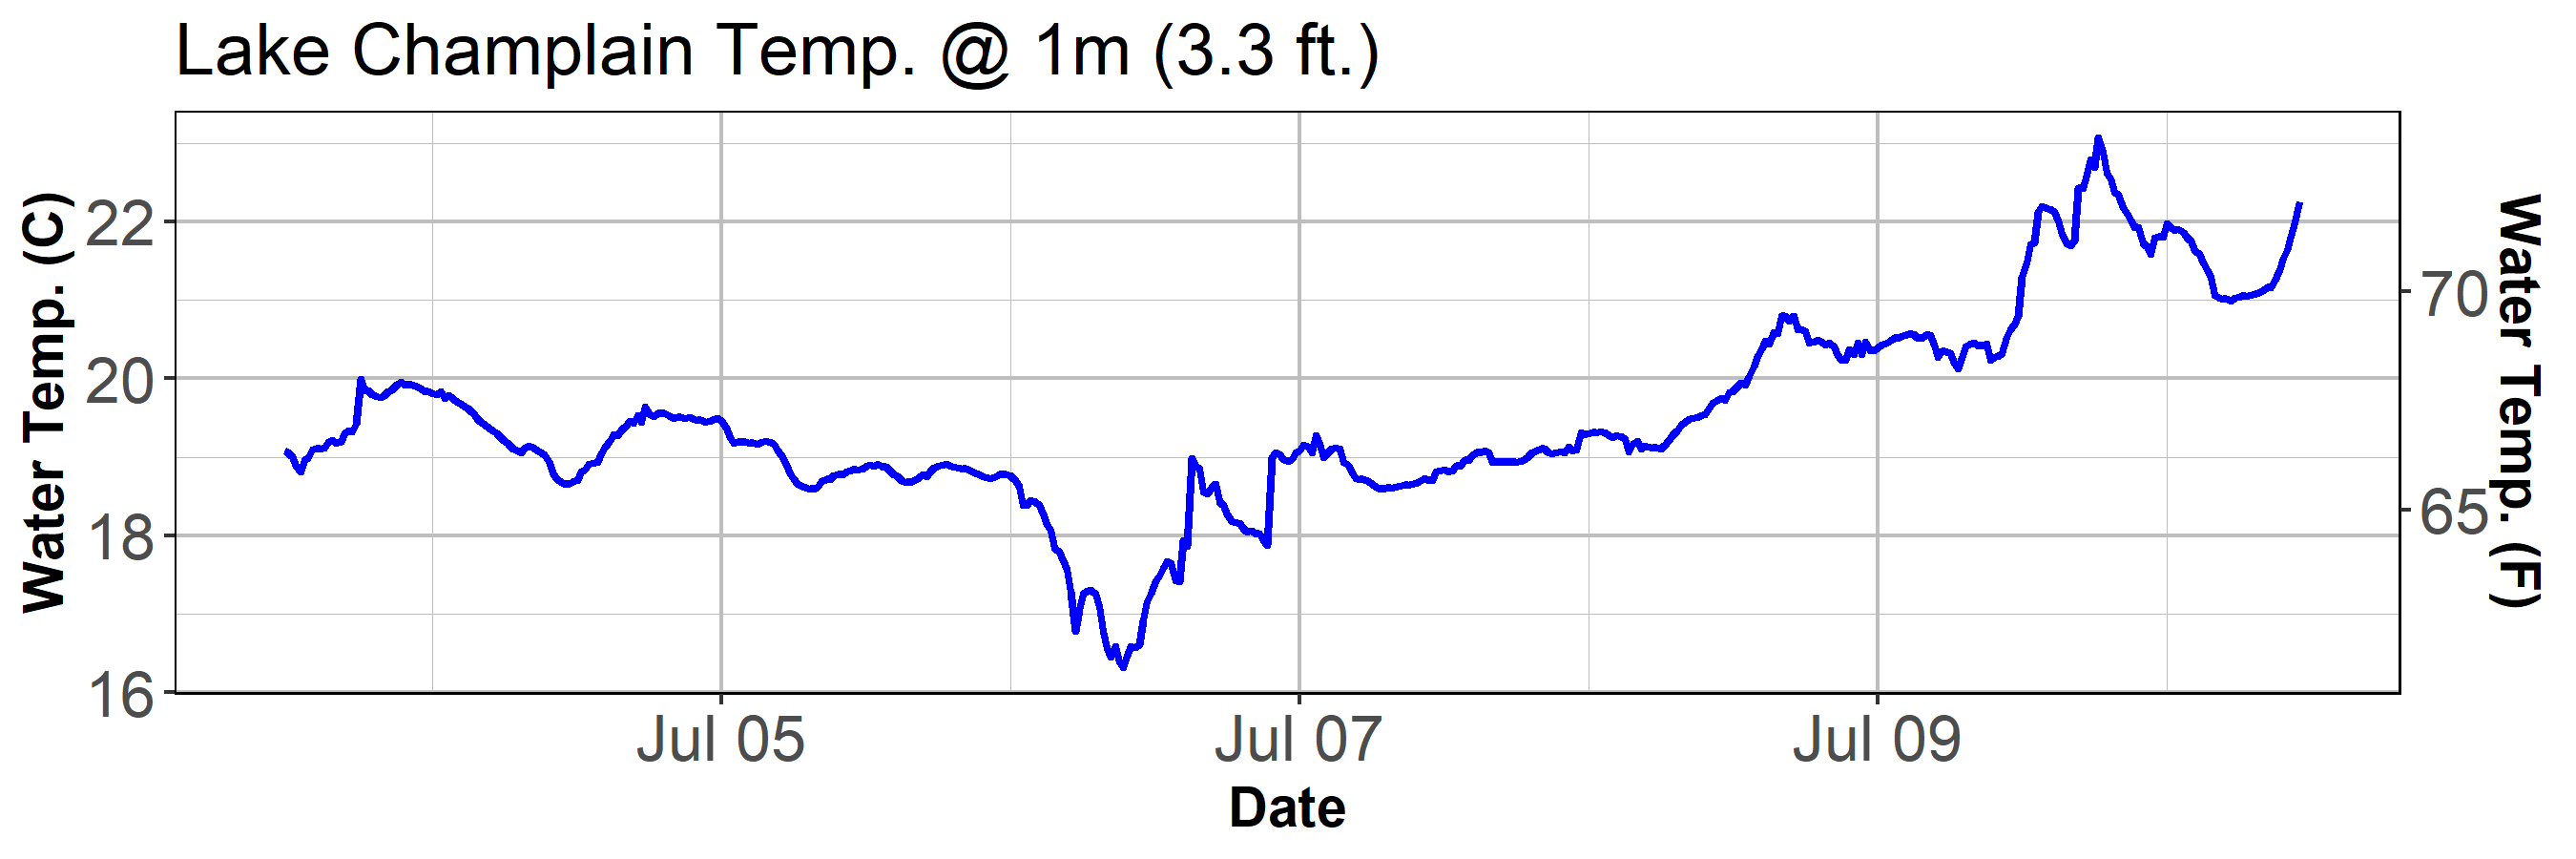 Lake Champlain Temp. @ 1m (3.3 ft.)
Water Temp. (C)
22
20
18
16
70
65
Water Temp. (F)
Jul 05
Jul 07
Jul 09
Date